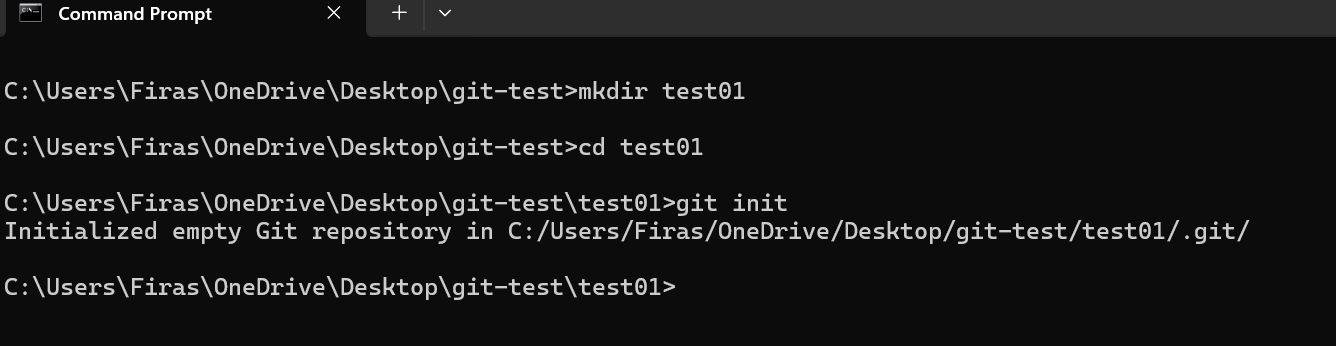 Command Prompt
C:\Users\Firas\OneDrive\Desktop\git-test>mkdir test01
C:\Users\Firas\OneDrive\Desktop\git-test>cd test01
C:\Users\Firas\OneDrive\Desktop\git-test\test01>git init
Initialized empty Git repository in C:/Users/Firas/OneDrive/Desktop/git-test/test01/.git/
C:\Users\Firas\OneDrive\Desktop\git-test\test01>